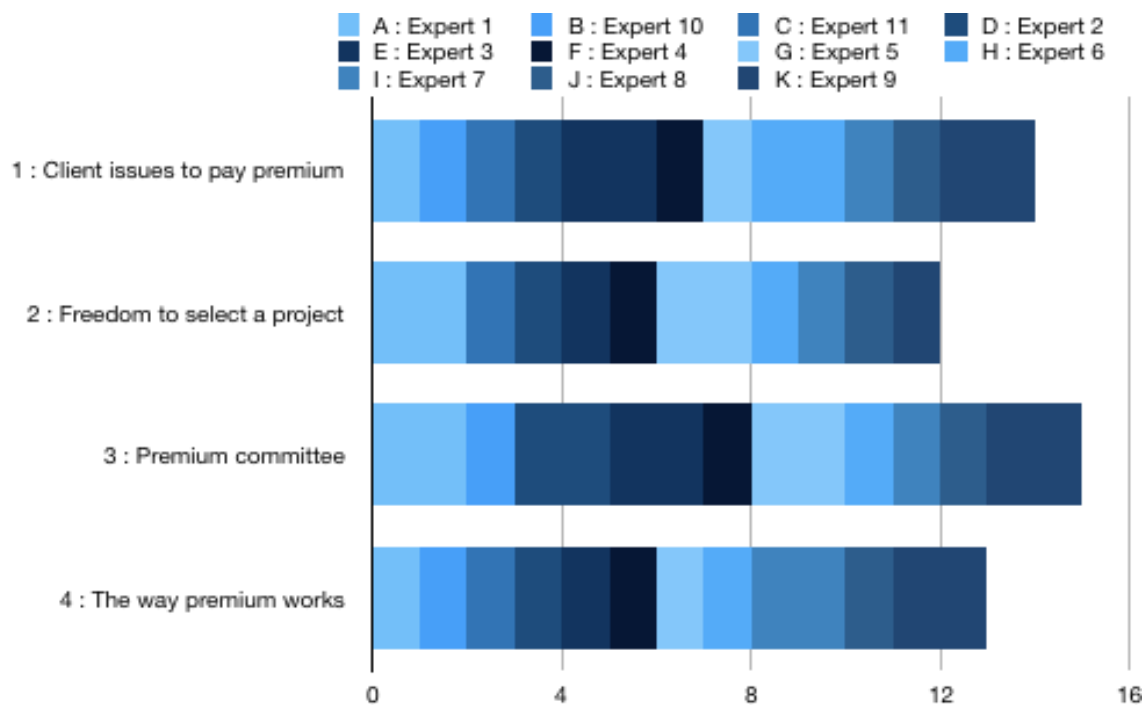 A : Expert 1 B : Expert 10 C : Expert 11 D : Expert 2
E : Expert 3 F : Expert 4 G : Expert 5 H : Expert 6
I : Expert 7 J : Expert 8 K : Expert 9
1 : Client issues to pay premium
2 : Freedom to select a project
3 : Premium committee
4 : The way premium works
0 4 8 12 16